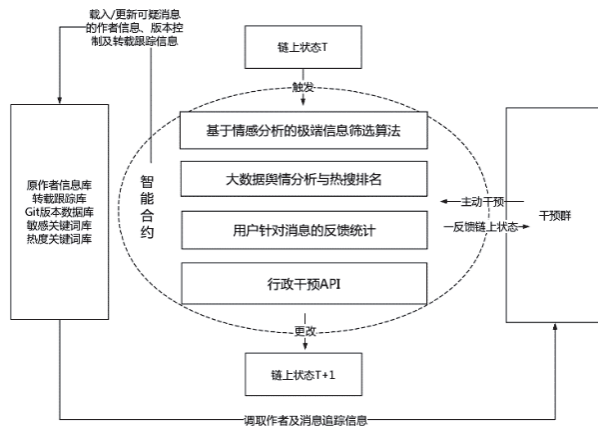 载入/更新可疑消息
的作者信息、版本控
制及转载跟踪信息
链上状态T
触发
基于情感分析的极端信息筛选算法
大数据舆情分析与热搜排名
用户针对消息的反馈统计
行政干预API
智能合约
原作者信息库
转载跟踪库
Git版本数据库
敏感关键词库
热度关键词库
主动干预
反馈链上状态
干预群
更改
链上状态T+1
调取作者及消息追踪信息